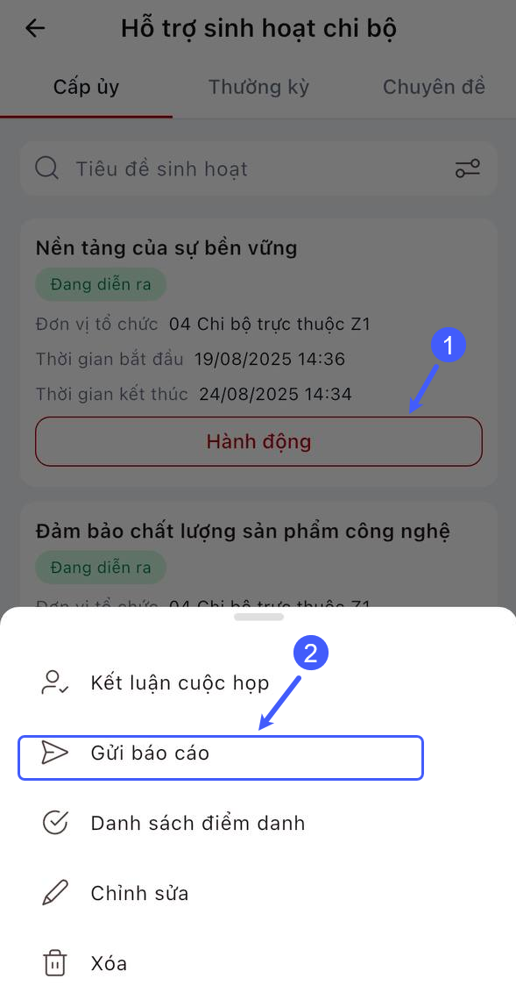 Hỗ trợ sinh hoạt chi bộ
Cấp ủy Thường kỳ Chuyên đề
Tiêu đề sinh hoạt
Nền tảng của sự bền vững
Đang diễn ra
Đơn vị tổ chức 04 Chi bộ trực thuộc Z1
1
Thời gian bắt đầu 19/08/2025 14:36
Thời gian kết thúc 24/08/2025 14:34
Hành động
Đảm bảo chất lượng sản phẩm công nghệ
Đang diễn ra
Đơn vị tổ chức 04 Chi bộ trực thuộc Z1
2
Kết luận cuộc họp
Gửi báo cáo
Danh sách điểm danh
Chỉnh sửa
Xóa